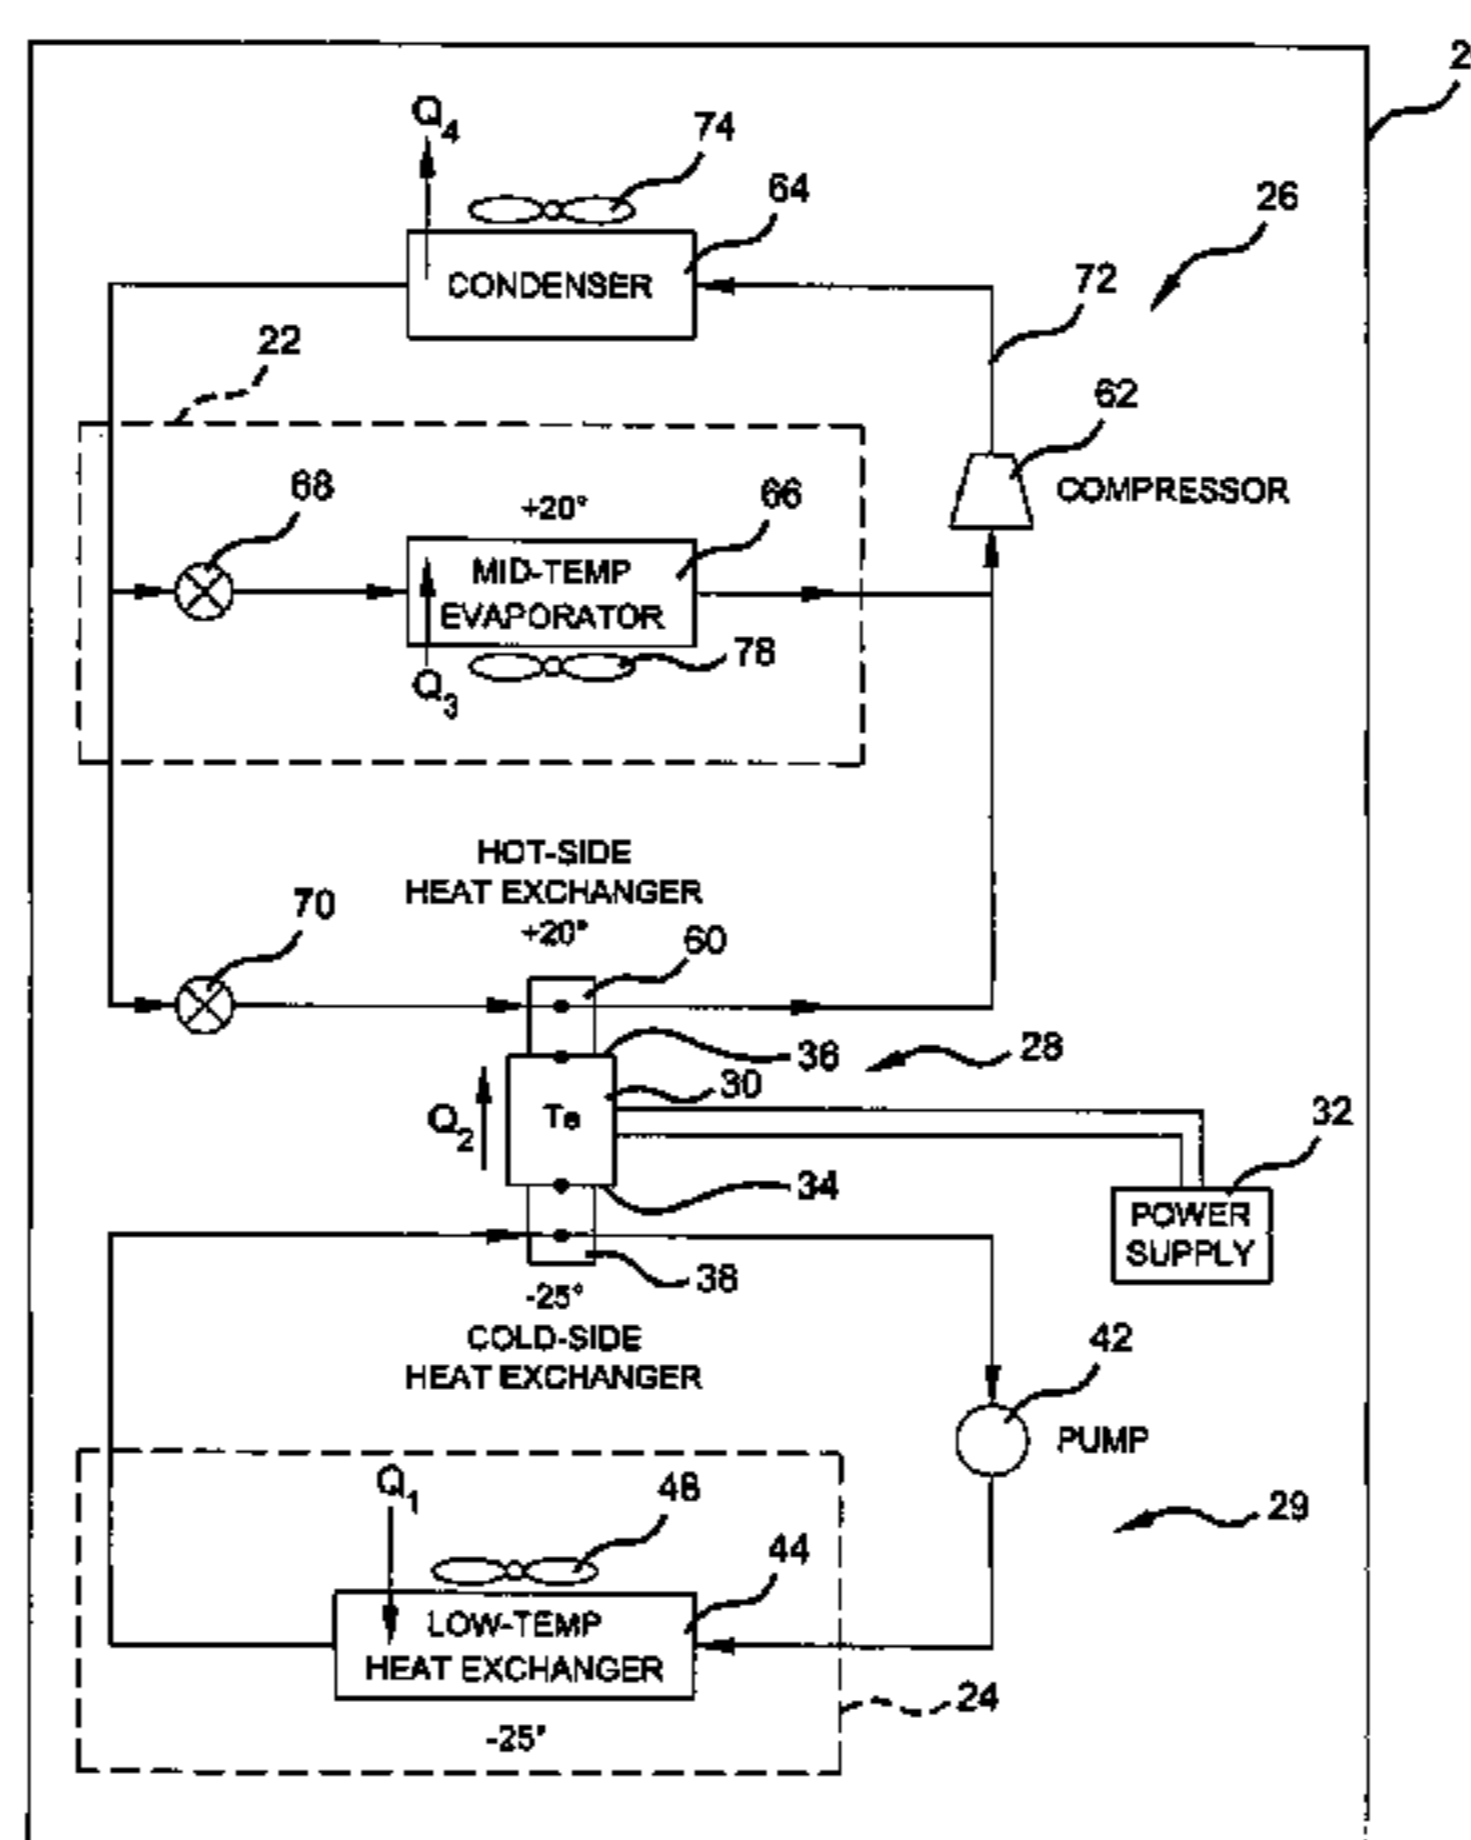 2
Q4
74
64
26
CONDENSER
72
22
62
68
+20°
66
COMPRESSOR
MID-TEMP
EVAPORATOR
78
Q3
HOT-SIDE
HEAT EXCHANGER
70
+20°
60
36
28
30
Q2
Te
32
34
POWER
SUPPLY
38
-25°
COLD-SIDE
HEAT EXCHANGER
42
PUMP
Q1
48
29
44
LOW-TEMP
HEAT EXCHANGER
24
-25°